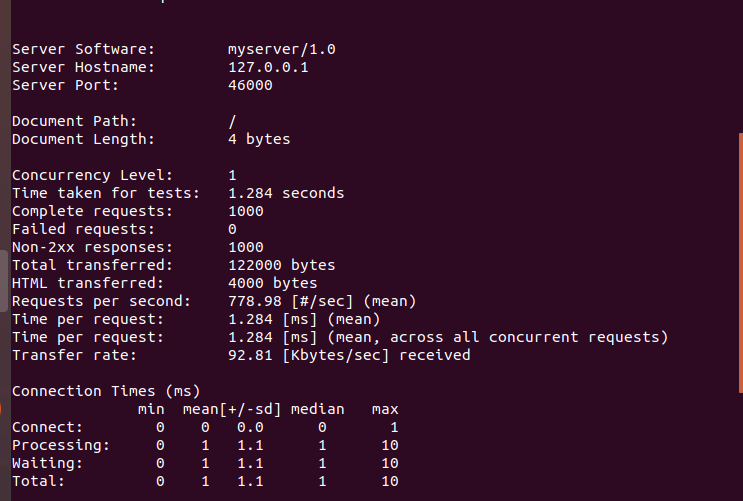 Server Software: myserver/1.0
Server Hostname: 127.0.0.1
Server Port: 46000
Document Path: /
Document Length: 4 bytes
Concurrency Level: 1
Time taken for tests: 1.284 seconds
Complete requests: 1000
Failed requests: 0
Non-2xx responses: 1000
Total transferred: 122000 bytes
HTML transferred: 4000 bytes
Requests per second: 778.98 [#/sec] (mean)
Time per request: 1.284 [ms] (mean)
Time per request: 1.284 [ms] (mean, across all concurrent requests)
Transfer rate: 92.81 [Kbytes/sec] received
Connection Times (ms)
min mean[+/-sd] median max
Connect: 0 0 0.0 0 1
Processing: 0 1 1.1 1 10
Waiting: 0 1 1.1 1 10
Total: 0 1 1.1 1 10